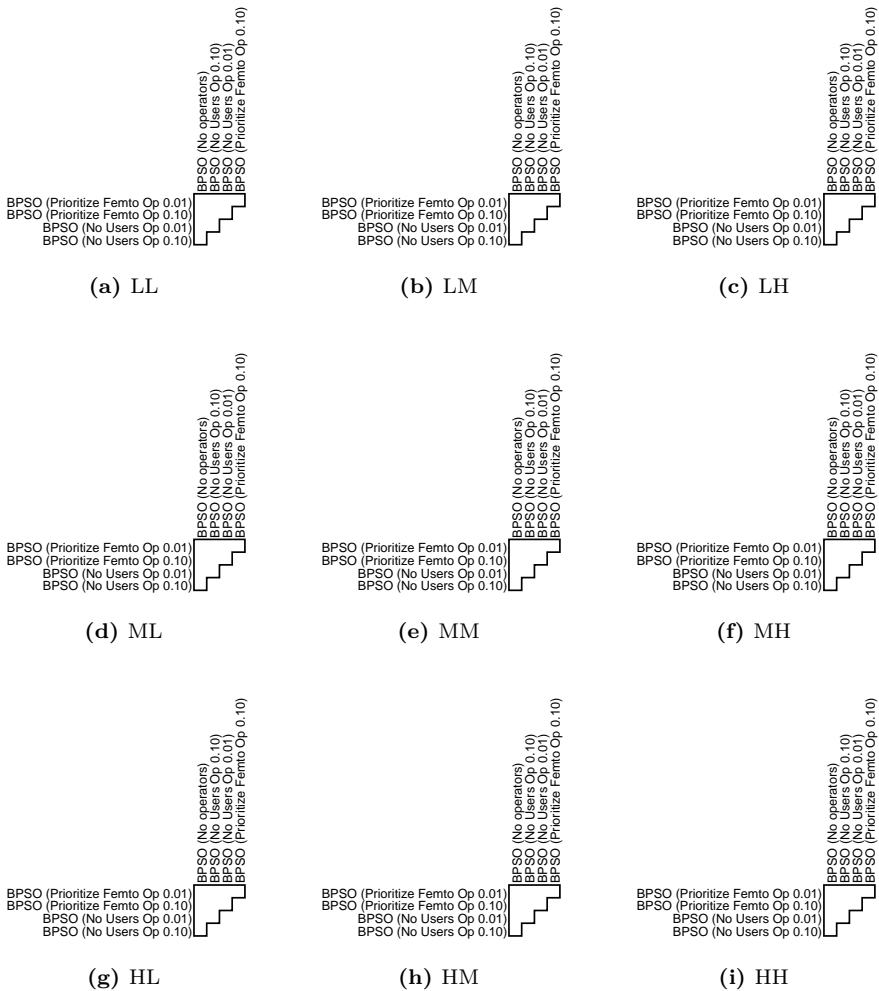 BPSO (No operators)
BPSO (No Users Op 0.10)
BPSO (No Users Op 0.01)
BPSO (Prioritize Femto Op 0.10)
BPSO (Prioritize Femto Op 0.01)
BPSO (Prioritize Femto Op 0.10)
BPSO (No Users Op 0.01)
BPSO (No Users Op 0.10)
(a) LL
BPSO (No operators)
BPSO (No Users Op 0.10)
BPSO (No Users Op 0.01)
BPSO (Prioritize Femto Op 0.10)
BPSO (Prioritize Femto Op 0.01)
BPSO (Prioritize Femto Op 0.10)
BPSO (No Users Op 0.01)
BPSO (No Users Op 0.10)
(b) LM
BPSO (No operators)
BPSO (No Users Op 0.10)
BPSO (No Users Op 0.01)
BPSO (Prioritize Femto Op 0.10)
BPSO (Prioritize Femto Op 0.01)
BPSO (Prioritize Femto Op 0.10)
BPSO (No Users Op 0.01)
BPSO (No Users Op 0.10)
(c) LH
BPSO (No operators)
BPSO (No Users Op 0.10)
BPSO (No Users Op 0.01)
BPSO (Prioritize Femto Op 0.10)
BPSO (Prioritize Femto Op 0.01)
BPSO (Prioritize Femto Op 0.10)
BPSO (No Users Op 0.01)
BPSO (No Users Op 0.10)
(d) ML
BPSO (No operators)
BPSO (No Users Op 0.10)
BPSO (No Users Op 0.01)
BPSO (Prioritize Femto Op 0.10)
BPSO (Prioritize Femto Op 0.01)
BPSO (Prioritize Femto Op 0.10)
BPSO (No Users Op 0.01)
BPSO (No Users Op 0.10)
(e) MM
BPSO (No operators)
BPSO (No Users Op 0.10)
BPSO (No Users Op 0.01)
BPSO (Prioritize Femto Op 0.10)
BPSO (Prioritize Femto Op 0.01)
BPSO (Prioritize Femto Op 0.10)
BPSO (No Users Op 0.01)
BPSO (No Users Op 0.10)
(f) MH
BPSO (No operators)
BPSO (No Users Op 0.10)
BPSO (No Users Op 0.01)
BPSO (Prioritize Femto Op 0.10)
BPSO (Prioritize Femto Op 0.01)
BPSO (Prioritize Femto Op 0.10)
BPSO (No Users Op 0.01)
BPSO (No Users Op 0.10)
(g) HL
BPSO (No operators)
BPSO (No Users Op 0.10)
BPSO (No Users Op 0.01)
BPSO (Prioritize Femto Op 0.10)
BPSO (Prioritize Femto Op 0.01)
BPSO (Prioritize Femto Op 0.10)
BPSO (No Users Op 0.01)
BPSO (No Users Op 0.10)
(h) HM
BPSO (No operators)
BPSO (No Users Op 0.10)
BPSO (No Users Op 0.01)
BPSO (Prioritize Femto Op 0.10)
BPSO (Prioritize Femto Op 0.01)
BPSO (Prioritize Femto Op 0.10)
BPSO (No Users Op 0.01)
BPSO (No Users Op 0.10)
(i) HH